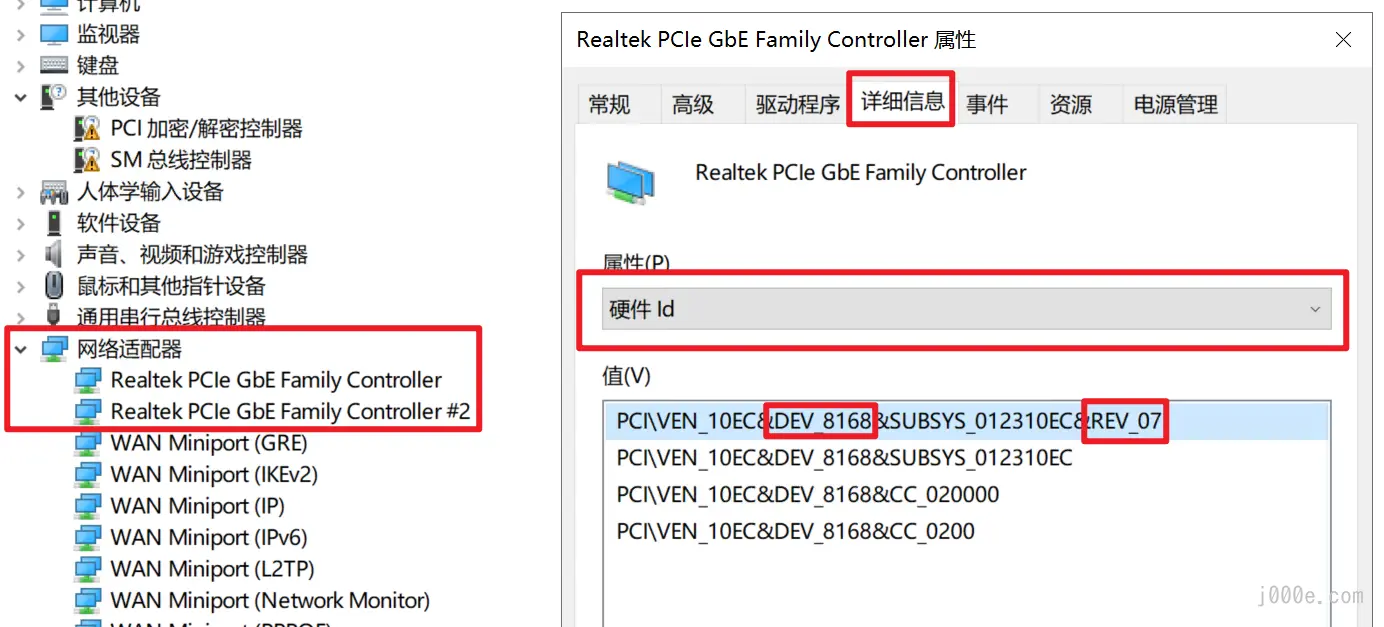 计算机
监视器
键盘
其他设备
PCI 加密/解密控制器
SM 总线控制器
人体学输入设备
软件设备
声音、视频和游戏控制器
鼠标和其他指针设备
通用串行总线控制器
网络适配器
Realtek PCIe GbE Family Controller
Realtek PCIe GbE Family Controller #2
WAN Miniport (GRE)
WAN Miniport (IKEv2)
WAN Miniport (IP)
WAN Miniport (IPv6)
WAN Miniport (L2TP)
WAN Miniport (Network Monitor)
WAN Miniport (PPPOE)
Realtek PCIe GbE Family Controller 属性
常规 高级 驱动程序 详细信息 事件 资源 电源管理
Realtek PCIe GbE Family Controller
属性(P)
硬件 Id
值(V)
PCI\VEN_10EC&DEV_8168&SUBSYS_012310EC&REV_07
PCI\VEN_10EC&DEV_8168&SUBSYS_012310EC
PCI\VEN_10EC&DEV_8168&CC_020000
PCI\VEN_10EC&DEV_8168&CC_0200
j000e.com